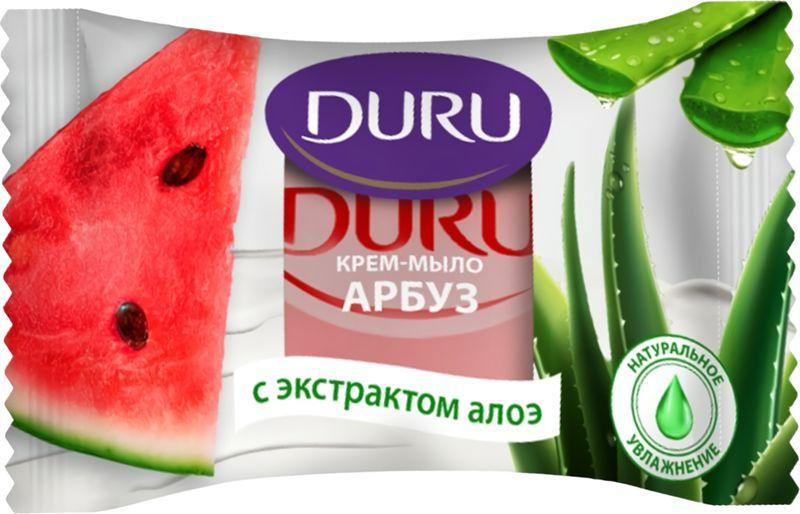 DURU
DURU
КРЕМ-МЫЛО
АРБУЗ
с экстрактом алоэ
НАТУРАЛЬНОЕ
УВЛАЖНЕНИЕ